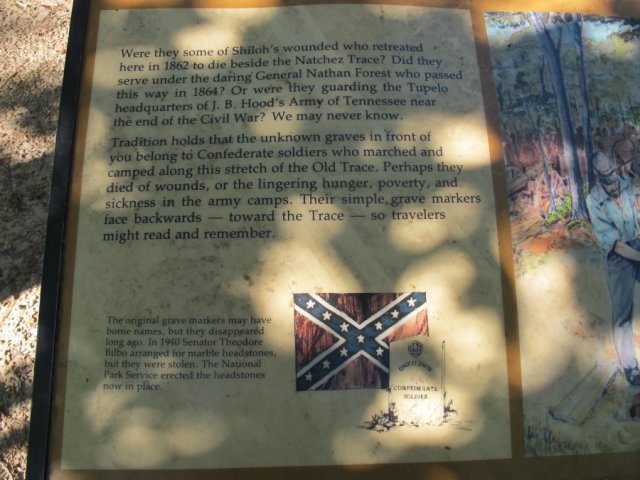 Were they some of Shiloh's wounded who retreated
here in 1862 to die beside the Natchez Trace? Did they
serve under the daring General Nathan Forest who passed
this way in 1864? Or were they guarding the Tupelo
headquarters of J. B. Hood's Army of Tennessee near
the end of the Civil War? We may never know.
Tradition holds that the unknown graves in front of
you belong to Confederate soldiers who marched and
camped along this stretch of the Old Trace. Perhaps they
died of wounds, or the lingering hunger, poverty, and
sickness in the army camps. Their simple grave markers
face backwards — toward the Trace — so travelers
might read and remember.
The original grave markers may have
borne names, but they disappeared
long ago. In 1940 Senator Theodore
Bilbo arranged for marble headstones,
but they were stolen. The National
Park Service erected the headstones
now in place.
UNKNOWN
CONFEDERATE
SOLDIER